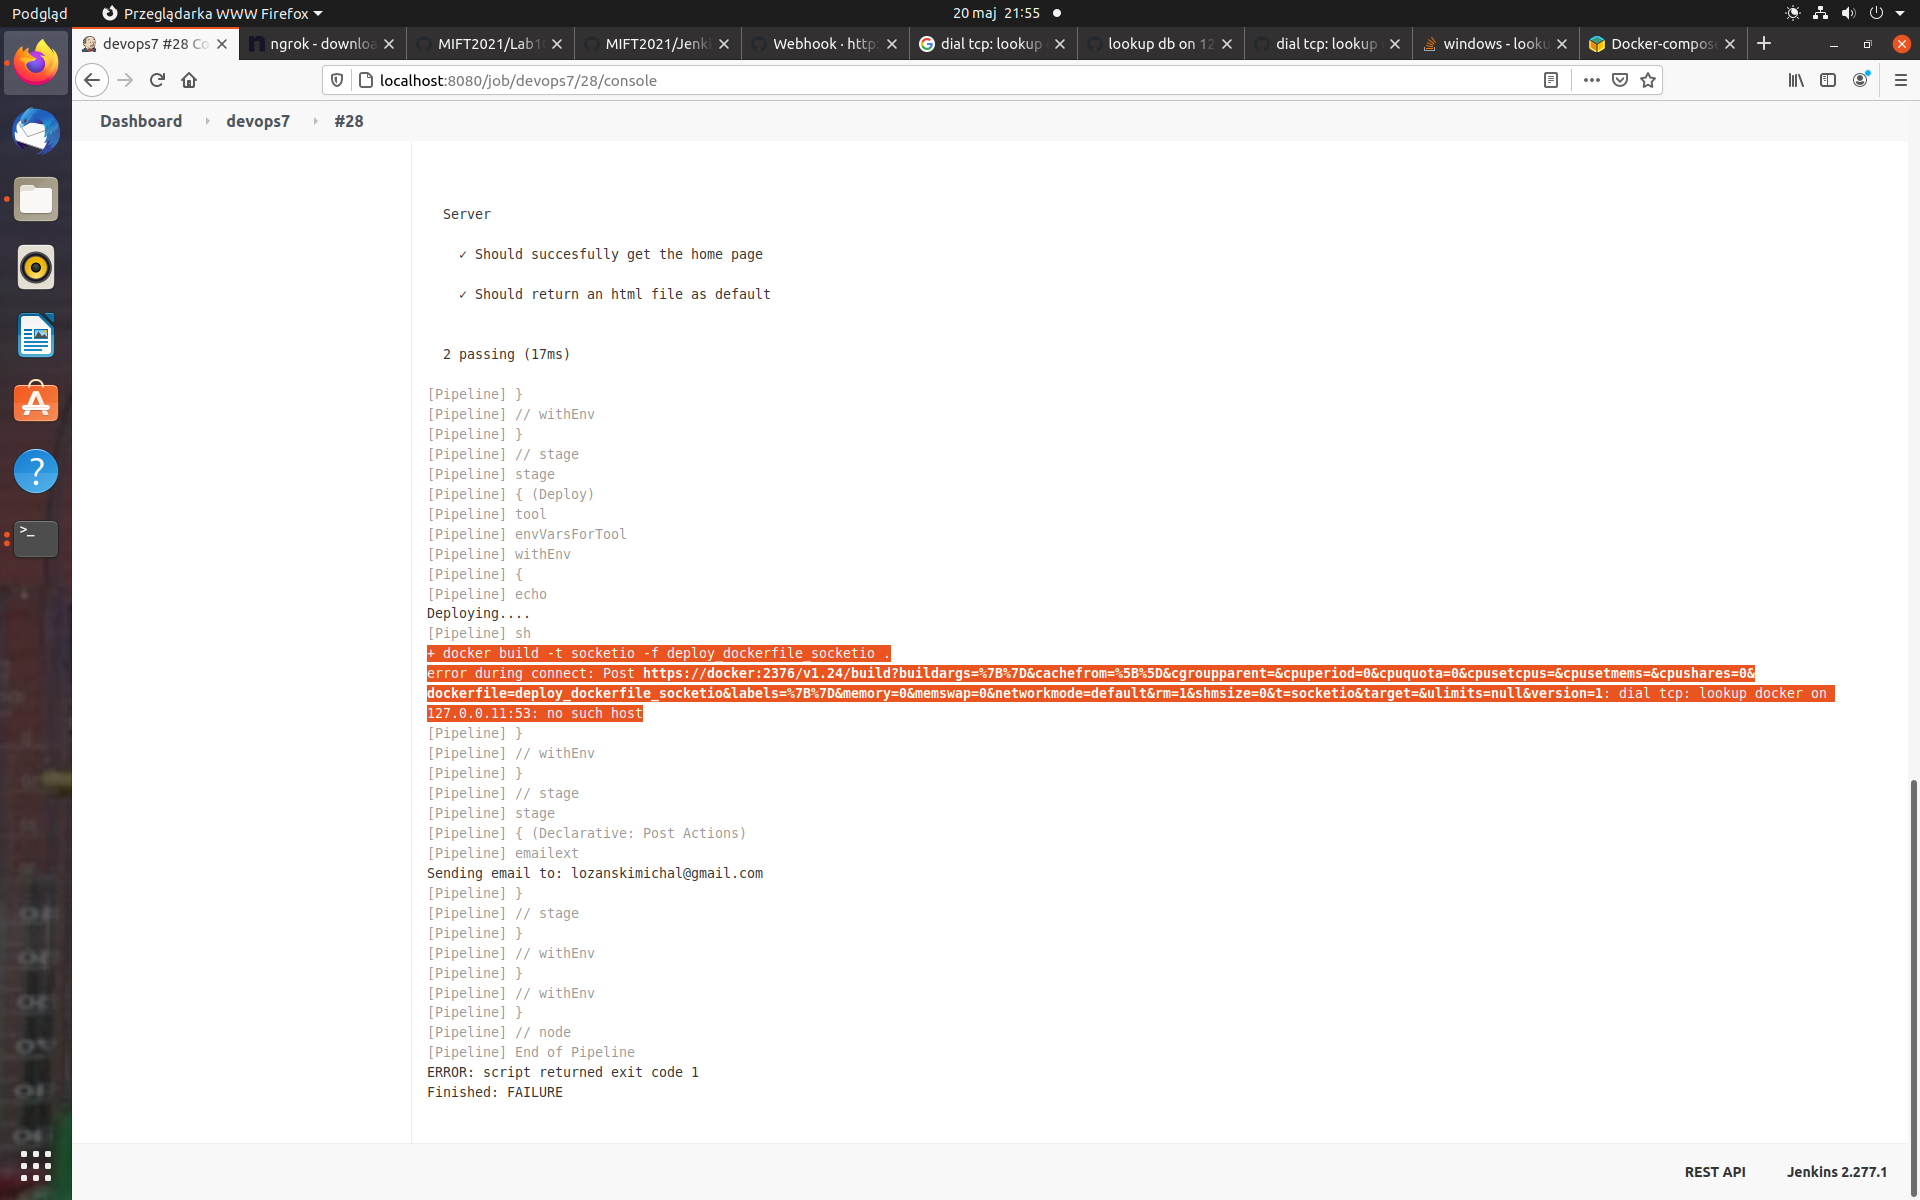 Podgląd
Przeglądarka WWW Firefox
20 maj 21:55
devops7 #28 Co
ngrok - downloa
MIFT2021/Lab1
MIFT2021/Jenki
Webhook · http:
dial tcp: lookup
lookup db on 12
dial tcp: lookup
windows - looku
Docker-compos
localhost:8080/job/devops7/28/console
Dashboard
devops7
#28
Server
✓ Should succesfully get the home page
✓ Should return an html file as default
2 passing (17ms)
[Pipeline] }
[Pipeline] // withEnv
[Pipeline] }
[Pipeline] // stage
[Pipeline] stage
[Pipeline] { (Deploy)
[Pipeline] tool
[Pipeline] envVarsForTool
[Pipeline] withEnv
[Pipeline] {
[Pipeline] echo
Deploying....
[Pipeline] sh
+ docker build -t socketio -f deploy_dockerfile_socketio .
error during connect: Post https://docker:2376/v1.24/build?buildargs=%7B%7D&cachefrom=%5B%5D&cgroupparent=&cpuperiod=0&cpuquota=0&cpusetcpus=&cpusetmems=&cpushares=0&
dockerfile=deploy_dockerfile_socketio&labels=%7B%7D&memory=0&memswap=0&networkmode=default&rm=1&shmsize=0&t=socketio&target=&ulimits=null&version=1: dial tcp: lookup docker on
127.0.0.11:53: no such host
[Pipeline] }
[Pipeline] // withEnv
[Pipeline] }
[Pipeline] // stage
[Pipeline] stage
[Pipeline] { (Declarative: Post Actions)
[Pipeline] emailext
Sending email to: lozanskimichal@gmail.com
[Pipeline] }
[Pipeline] // stage
[Pipeline] }
[Pipeline] // withEnv
[Pipeline] }
[Pipeline] // withEnv
[Pipeline] }
[Pipeline] // node
[Pipeline] End of Pipeline
ERROR: script returned exit code 1
Finished: FAILURE
REST API
Jenkins 2.277.1